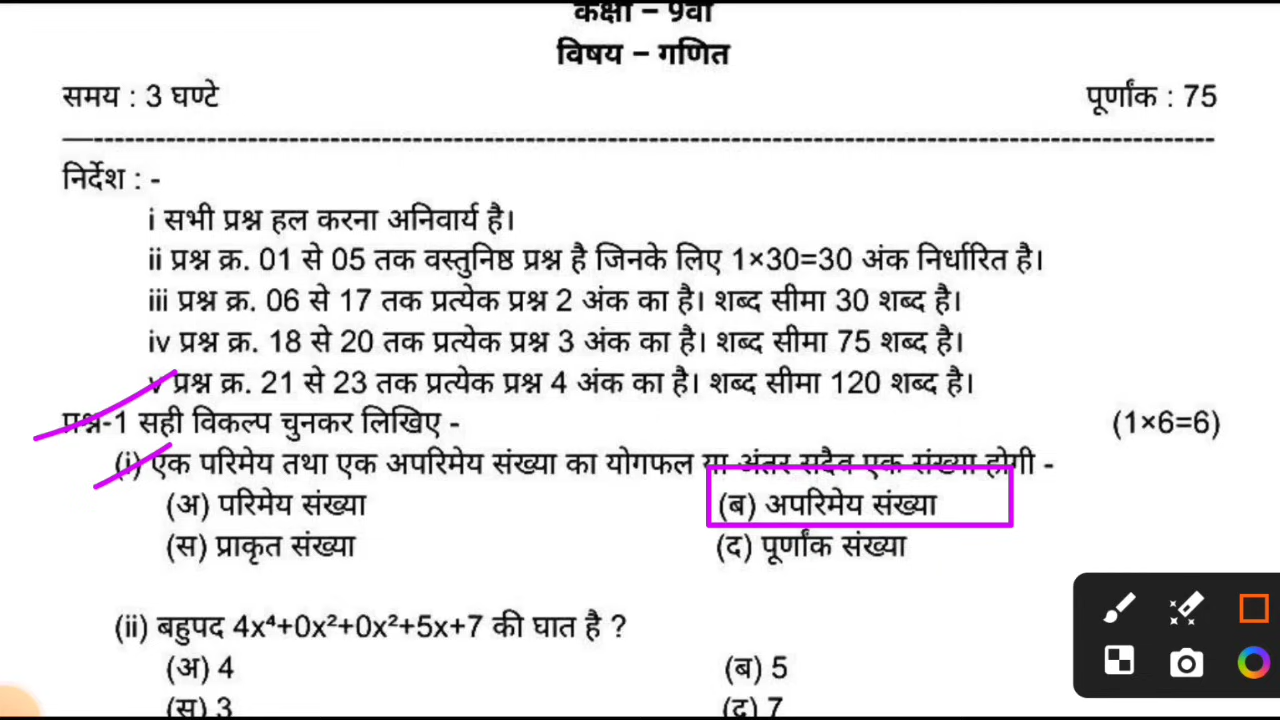 कक्षा – 9वी
विषय – गणित
समय : 3 घण्टे पूर्णांक : 75
निर्देश : -
i सभी प्रश्न हल करना अनिवार्य है।
ii प्रश्न क्र. 01 से 05 तक वस्तुनिष्ठ प्रश्न है जिनके लिए 1×30=30 अंक निर्धारित है।
iii प्रश्न क्र. 06 से 17 तक प्रत्येक प्रश्न 2 अंक का है। शब्द सीमा 30 शब्द है।
iv प्रश्न क्र. 18 से 20 तक प्रत्येक प्रश्न 3 अंक का है। शब्द सीमा 75 शब्द है।
v प्रश्न क्र. 21 से 23 तक प्रत्येक प्रश्न 4 अंक का है। शब्द सीमा 120 शब्द है।
प्रश्न-1 सही विकल्प चुनकर लिखिए - (1×6=6)
(i) एक परिमेय तथा एक अपरिमेय संख्या का योगफल या अंतर सदैव एक संख्या होगी -
(अ) परिमेय संख्या (ब) अपरिमेय संख्या
(स) प्राकृत संख्या (द) पूर्णांक संख्या
(ii) बहुपद 4x⁴+0x²+0x²+5x+7 की घात है ?
(अ) 4 (ब) 5
(स) 3 (द) 7